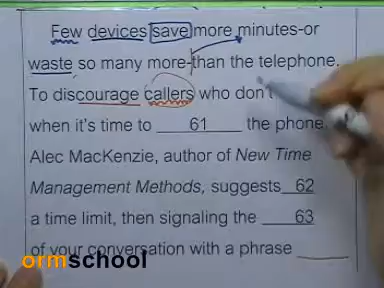 Few devices save more minutes-or
waste so many more-than the telephone.
To discourage callers who don't
when it's time to 61 the phone.
Alec MacKenzie, author of New Time
Management Methods, suggests 62
a time limit, then signaling the 63
of your conversation with a phrase
ormschool